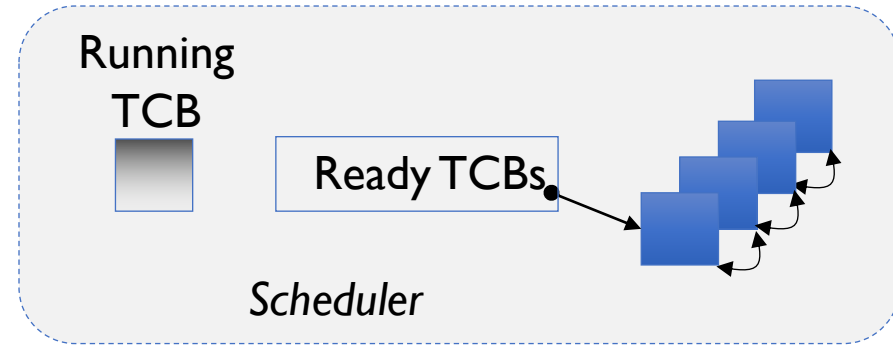 Running
TCB
Ready TCBs
Scheduler